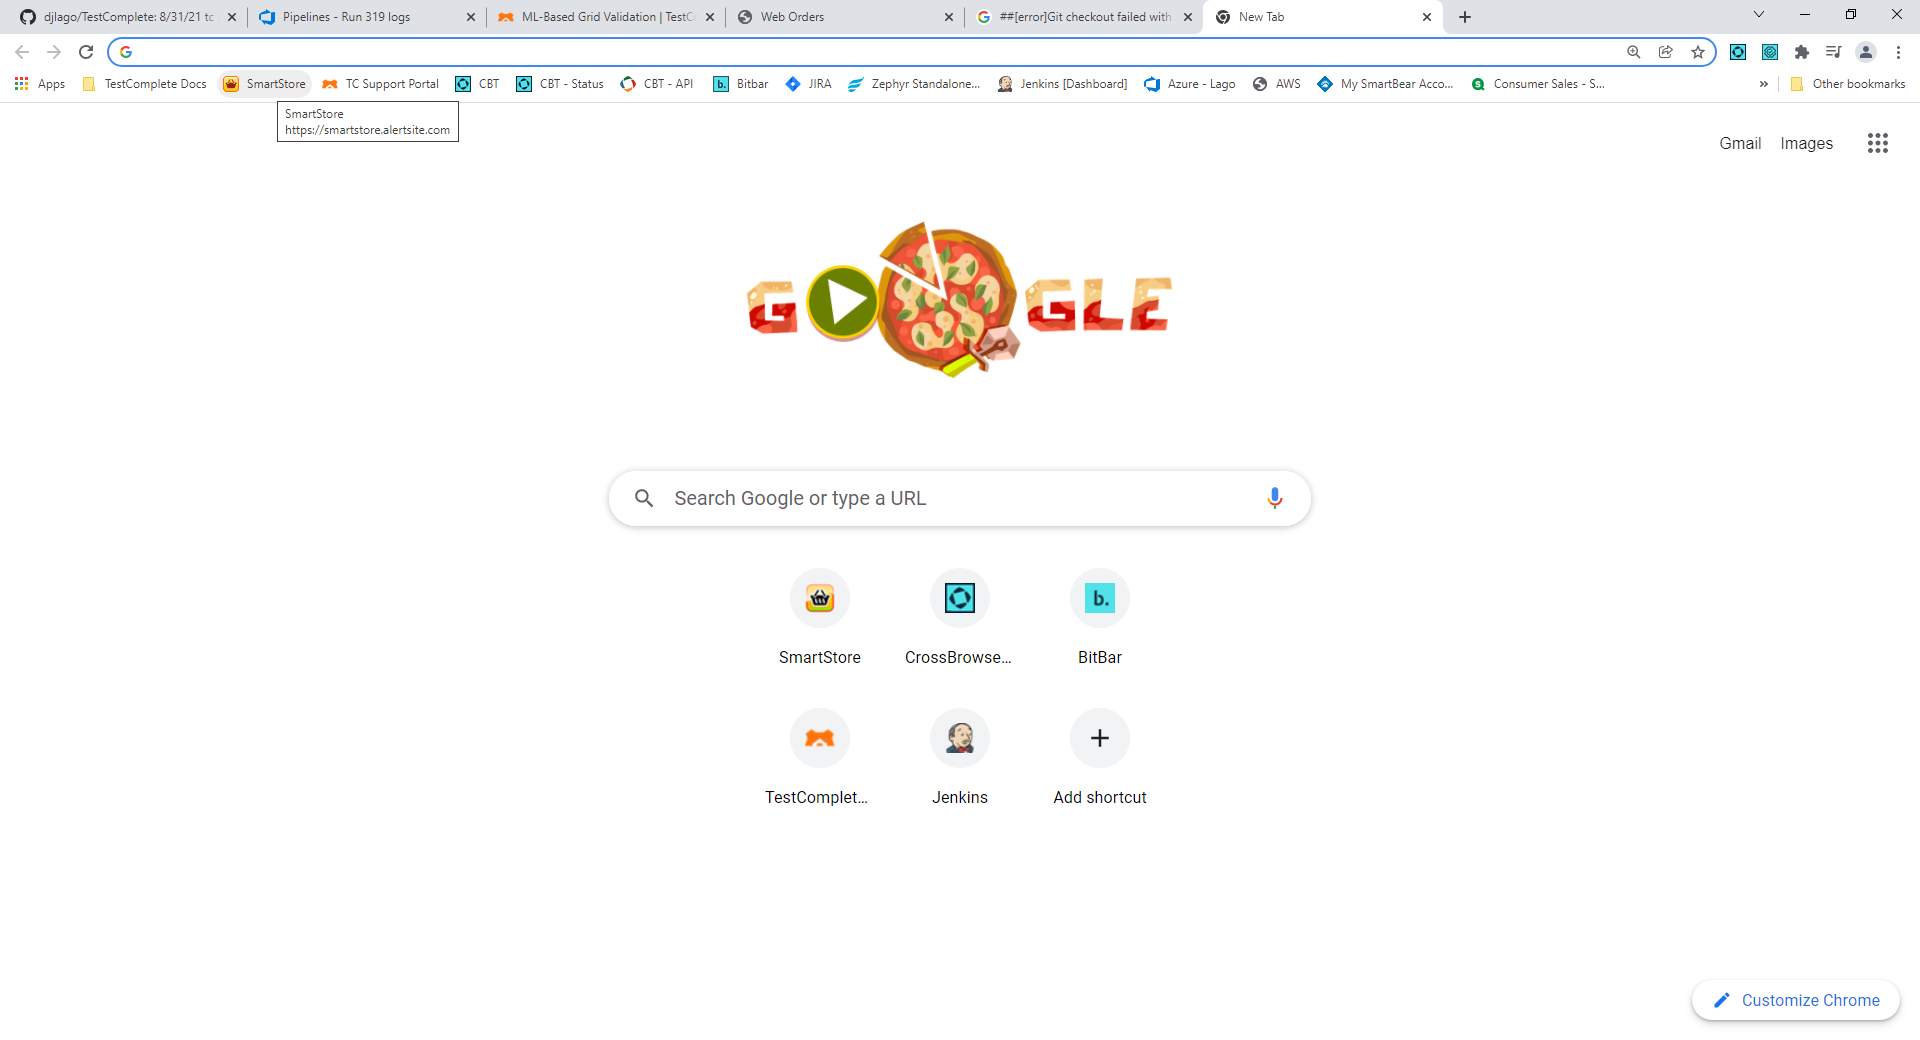 djlago/TestComplete: 8/31/21 tc
Pipelines - Run 319 logs
ML-Based Grid Validation | TestC
Web Orders
##[error]Git checkout failed with
New Tab
Apps
TestComplete Docs
SmartStore
TC Support Portal
CBT
CBT - Status
CBT - API
Bitbar
JIRA
Zephyr Standalone...
Jenkins [Dashboard]
Azure - Lago
AWS
My SmartBear Acco...
Consumer Sales - S...
»
Other bookmarks
SmartStore
https://smartstore.alertsite.com
Gmail
Images
GOOGLE
Search Google or type a URL
SmartStore
CrossBrowse...
b.
BitBar
TestComplet...
Jenkins
Add shortcut
Customize Chrome